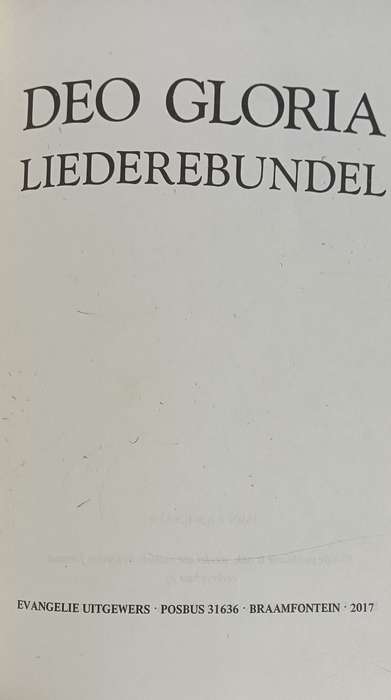 DEO GLORIA
LIEDEREBUNDEL
EVANGELIE UITGEWERS · POSBUS 31636 · BRAAMFONTEIN · 2017